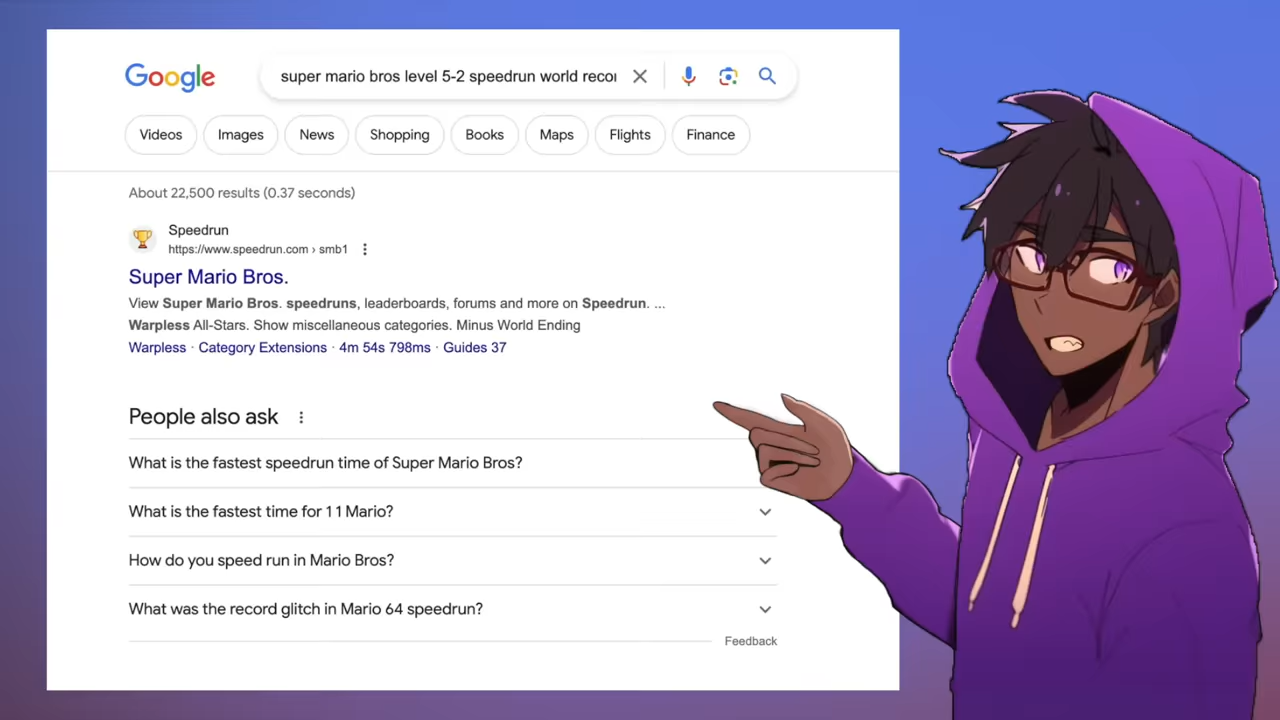 Google
super mario bros level 5-2 speedrun world recor
Videos
Images
News
Shopping
Books
Maps
Flights
Finance
About 22,500 results (0.37 seconds)
Speedrun
https://www.speedrun.com › smb1
Super Mario Bros.
View Super Mario Bros. speedruns, leaderboards, forums and more on Speedrun. ...
Warpless All-Stars. Show miscellaneous categories. Minus World Ending
Warpless · Category Extensions · 4m 54s 798ms · Guides 37
People also ask
What is the fastest speedrun time of Super Mario Bros?
What is the fastest time for 1 1 Mario?
How do you speed run in Mario Bros?
What was the record glitch in Mario 64 speedrun?
Feedback